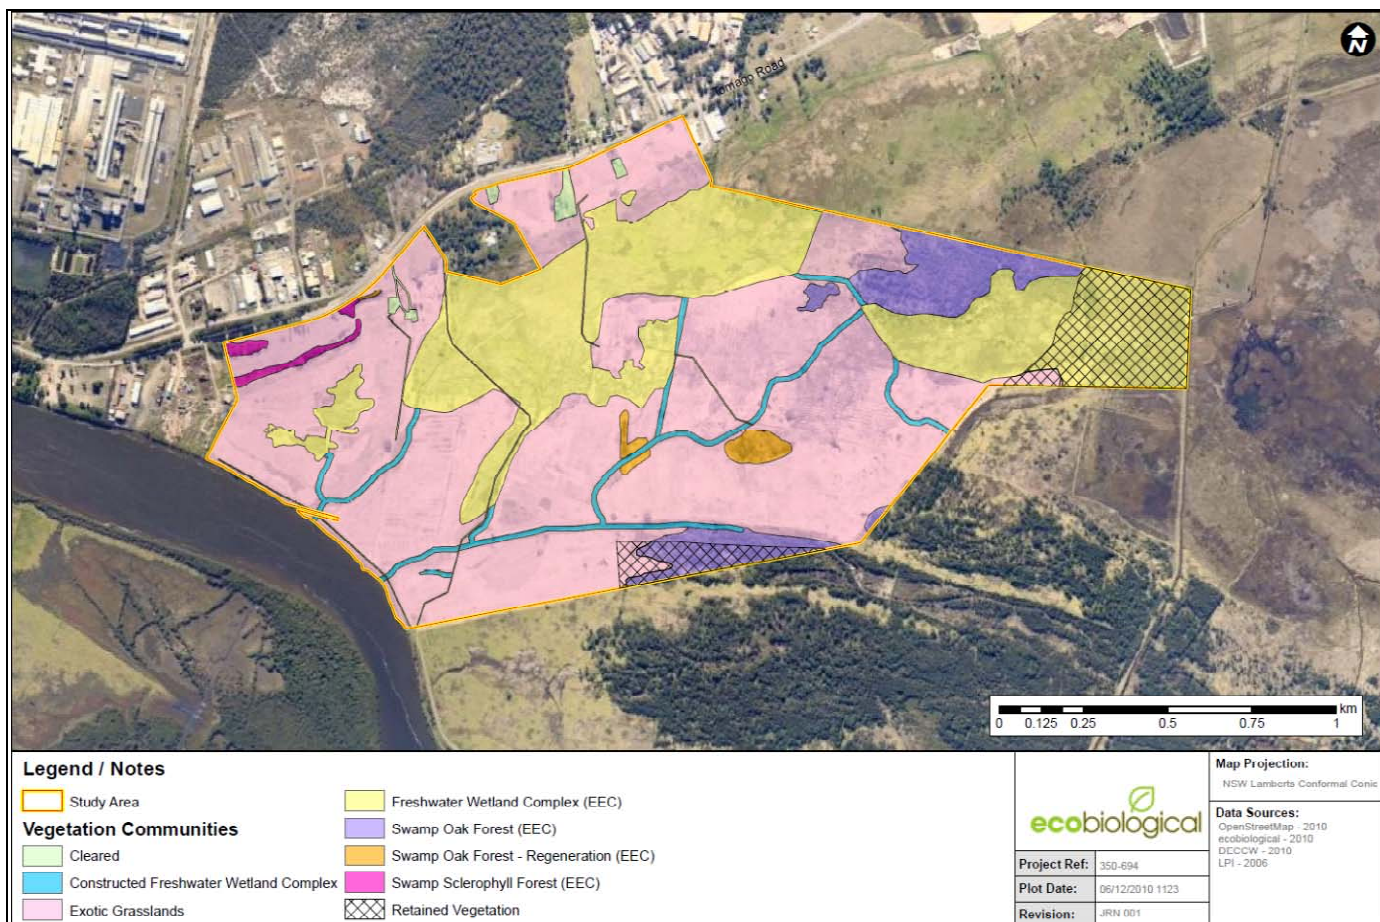 N
Tomago Road
km
0 0.125 0.25 0.5 0.75 1
Legend / Notes
Study Area
Vegetation Communities
Cleared
Constructed Freshwater Wetland Complex
Exotic Grasslands
Freshwater Wetland Complex (EEC)
Swamp Oak Forest (EEC)
Swamp Oak Forest - Regeneration (EEC)
Swamp Sclerophyll Forest (EEC)
Retained Vegetation
ecobiological
Project Ref: 350-694
Plot Date: 06/12/2010 1123
Revision: JRN 001
Map Projection:
NSW Lamberts Conformal Conic
Data Sources:
OpenStreetMap - 2010
ecobiological - 2010
DECCW - 2010
LPI - 2006